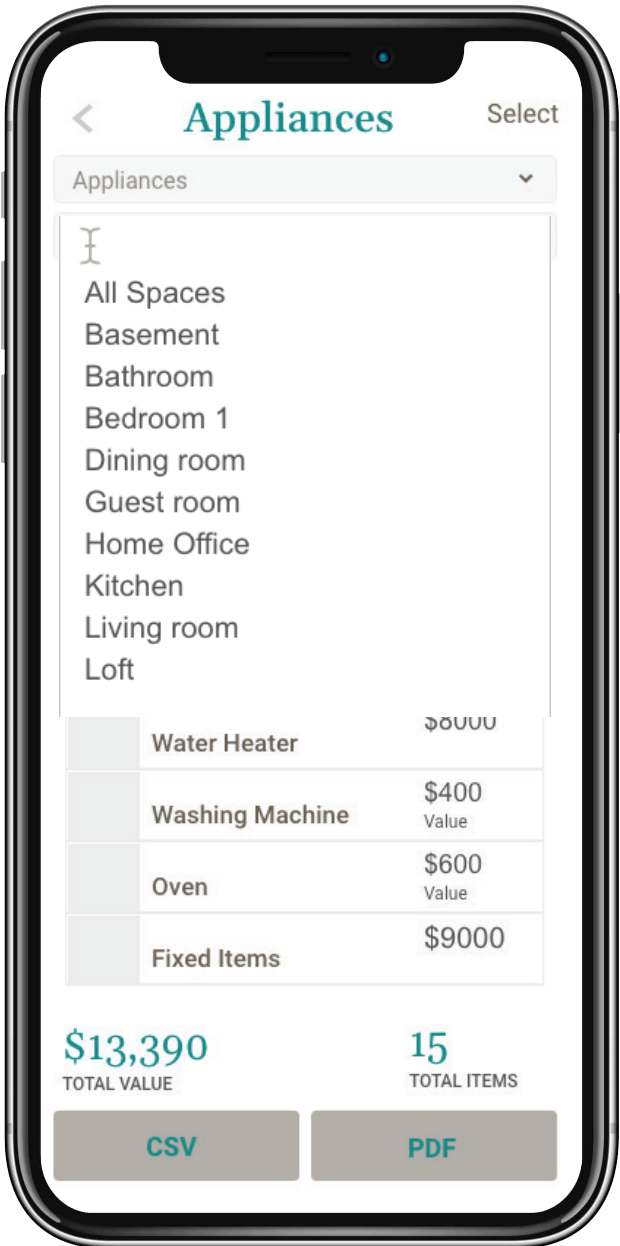 Appliances
Select
Appliances
All Spaces
Basement
Bathroom
Bedroom 1
Dining room
Guest room
Home Office
Kitchen
Living room
Loft
$8000
Water Heater
$400
Washing Machine
Value
$600
Oven
Value
$9000
Fixed Items
$13,390
15
TOTAL VALUE
TOTAL ITEMS
CSV
PDF